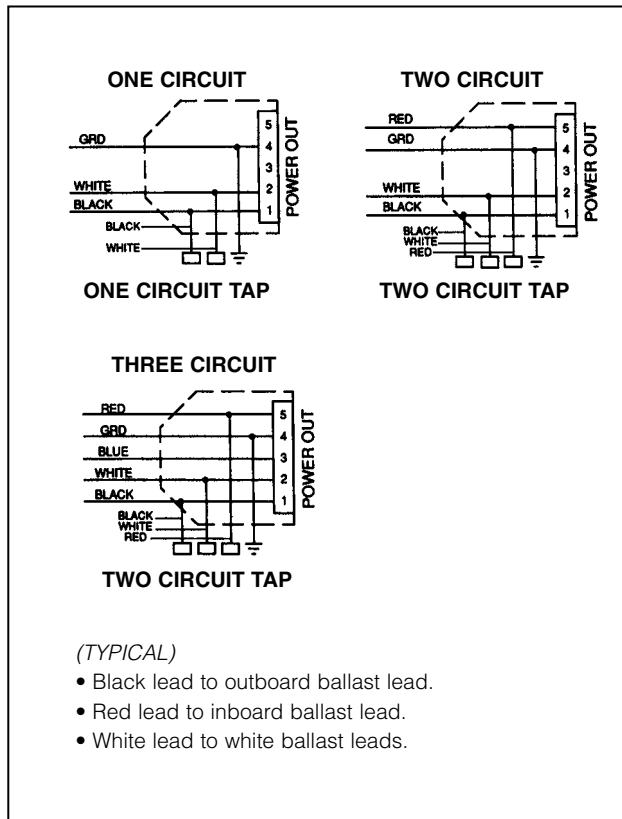 ONE CIRCUIT
GRD
WHITE
BLACK
BLACK
WHITE
5
4
3
2
1
POWER OUT
ONE CIRCUIT TAP
TWO CIRCUIT
RED
GRD
WHITE
BLACK
BLACK
WHITE
RED
5
4
3
2
1
POWER OUT
TWO CIRCUIT TAP
THREE CIRCUIT
RED
GRD
BLUE
WHITE
BLACK
BLACK
WHITE
RED
5
4
3
2
1
POWER OUT
TWO CIRCUIT TAP
(TYPICAL)
• Black lead to outboard ballast lead.
• Red lead to inboard ballast lead.
• White lead to white ballast leads.